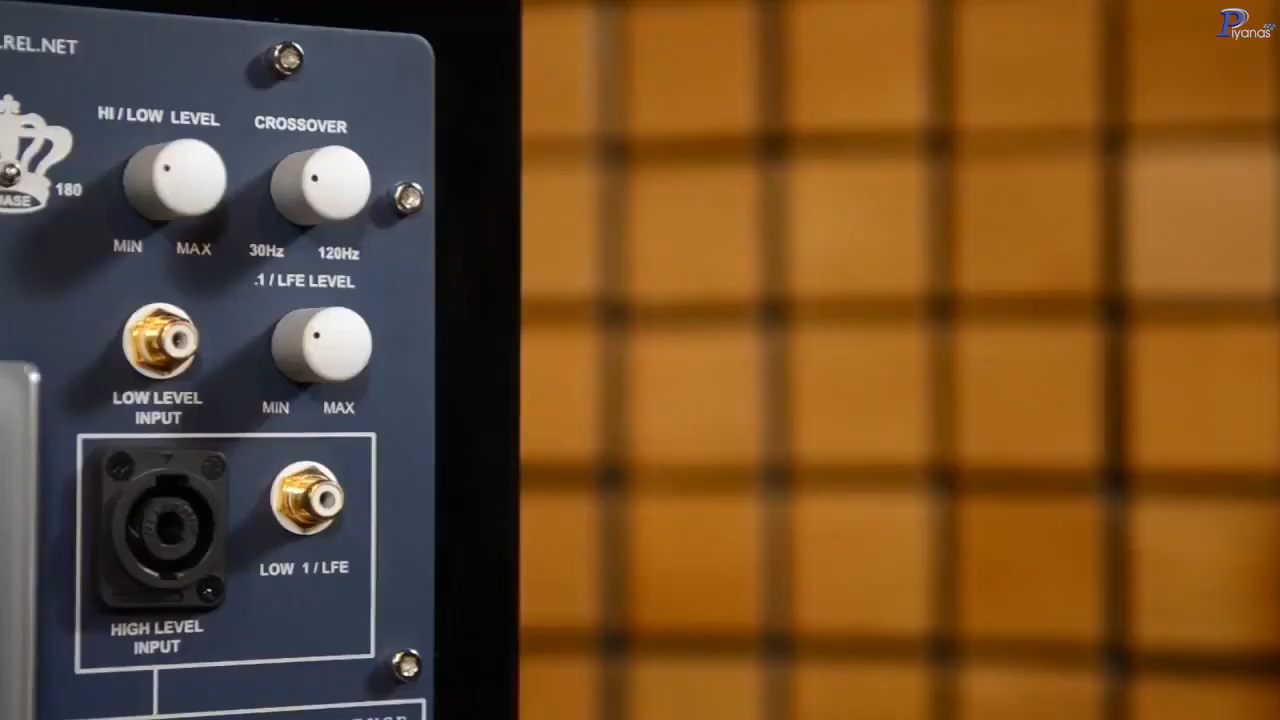 .REL.NET
HI / LOW LEVEL
CROSSOVER
180
MIN
MAX
30Hz
120Hz
.1 / LFE LEVEL
LOW LEVEL
INPUT
MIN
MAX
LOW 1 / LFE
HIGH LEVEL
INPUT
Piyanas